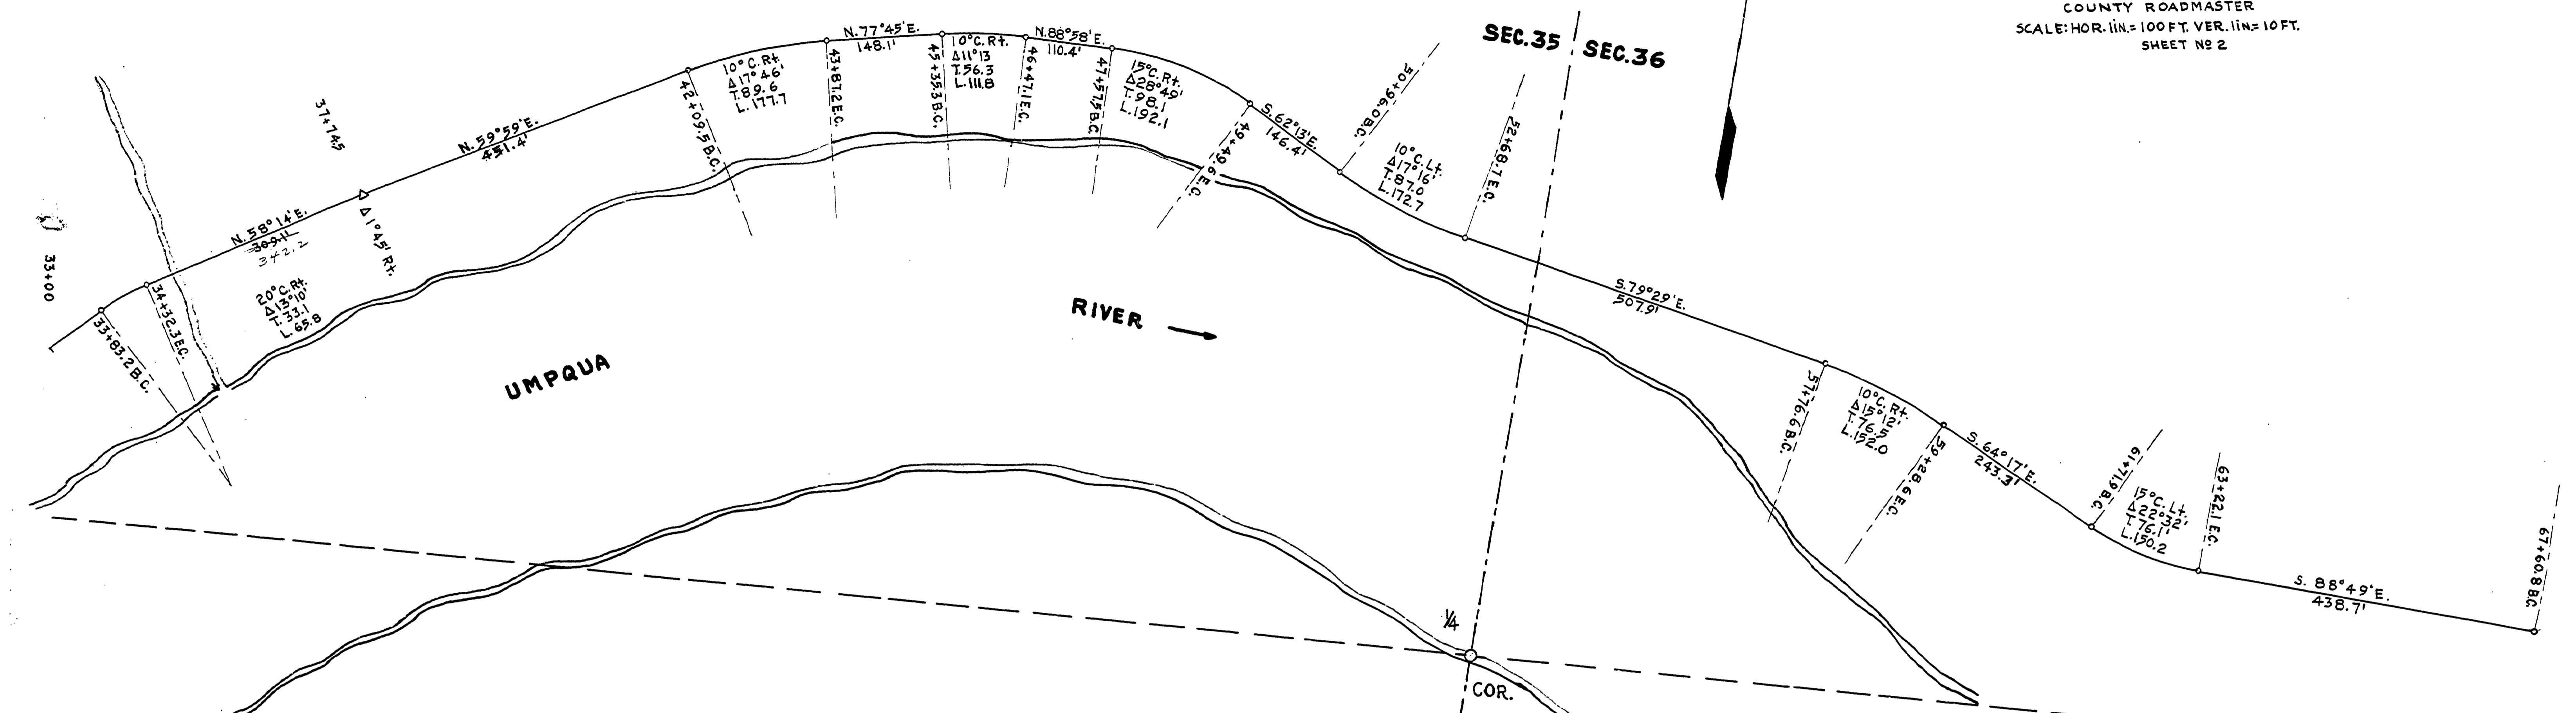 COUNTY ROADMASTER
SCALE: HOR. 1IN.= 100 FT. VER. 1IN.= 10 FT.
SHEET Nº 2
SEC.35
SEC.36
33+00
33+83.2 B.C.
34+32.3 E.C.
20° C. Rt.
Δ13°10'
T. 33.1
L. 65.8
N. 58°14' E.
309.1'
342.2
37+74.5
Δ 1°45' Rt.
N. 59°59' E.
451.4'
42+09.5 B.C.
10° C. Rt.
Δ17°46'
T. 89.6
L. 177.7
43+87.2 E.C.
N. 77°45' E.
148.1'
45+35.3 B.C.
10° C. Rt.
Δ11°13
T. 56.3
L. 111.8
46+47.1 E.C.
N. 88°58' E.
110.4'
47+57.5 B.C.
15° C. Rt.
Δ28°49'
T. 98.1
L. 192.1
49+49.6 E.C.
S. 62°13' E.
146.4'
50+96.0 B.C.
10° C. Lt.
Δ17°16'
T. 87.0
L. 172.7
52+68.7 E.C.
S. 79°29' E.
507.9'
57+76.6 B.C.
10° C. Rt.
Δ15°12'
T. 76.5
L. 152.0
59+28.6 E.C.
S. 64°17' E.
243.3'
61+71.9 B.C.
15° C. Lt.
Δ22°32'
T. 76.1'
L. 150.2
63+22.1 E.C.
S. 88°49' E.
438.7'
67+60.8 B.C.
UMPQUA
RIVER
1/4
COR.